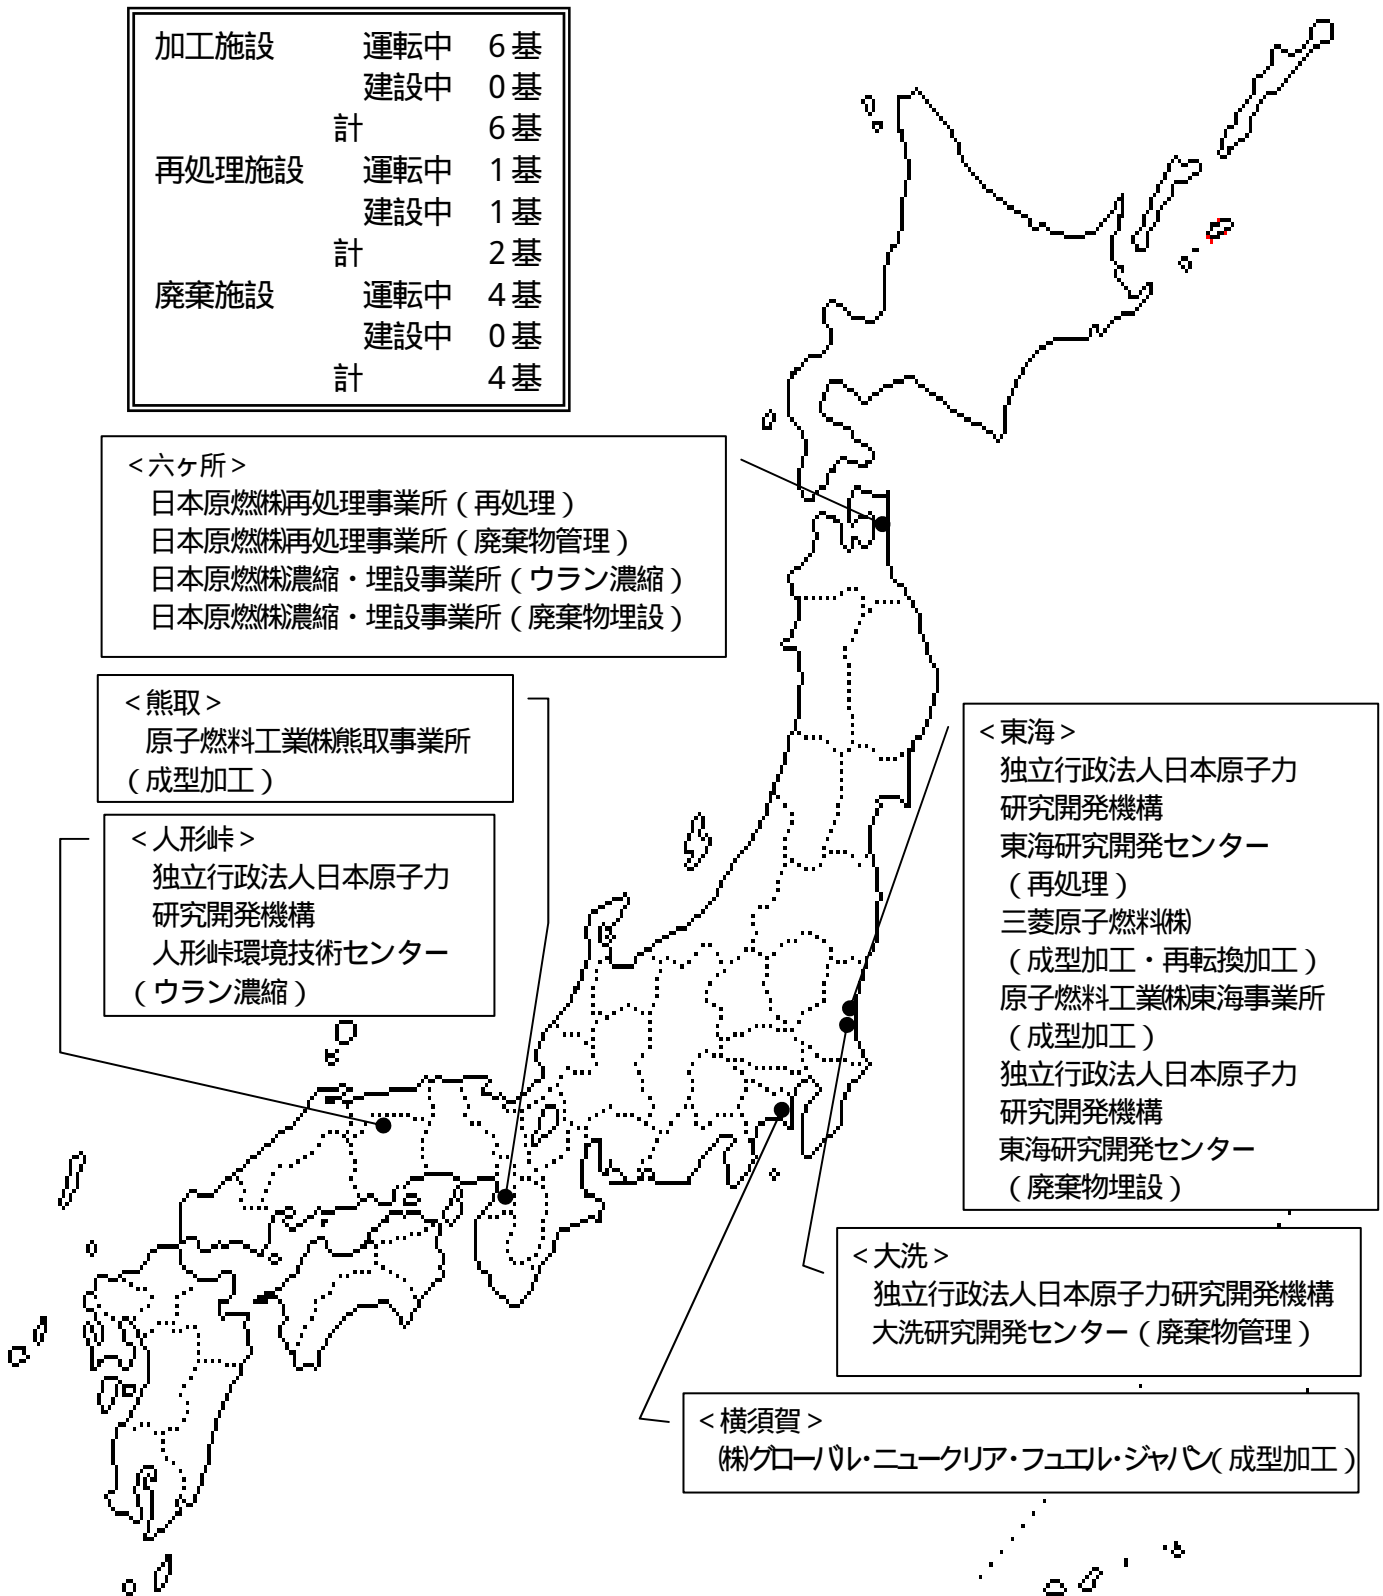 加工施設 運転中 6基
建設中 0基
計 6基
再処理施設 運転中 1基
建設中 1基
計 2基
廃棄施設 運転中 4基
建設中 0基
計 4基
<六ヶ所>
日本原燃㈱再処理事業所(再処理)
日本原燃㈱再処理事業所(廃棄物管理)
日本原燃㈱濃縮・埋設事業所(ウラン濃縮)
日本原燃㈱濃縮・埋設事業所(廃棄物埋設)
<熊取>
原子燃料工業㈱熊取事業所
(成型加工)
<人形峠>
独立行政法人日本原子力
研究開発機構
人形峠環境技術センター
(ウラン濃縮)
<東海>
独立行政法人日本原子力
研究開発機構
東海研究開発センター
(再処理)
三菱原子燃料㈱
(成型加工・再転換加工)
原子燃料工業㈱東海事業所
(成型加工)
独立行政法人日本原子力
研究開発機構
東海研究開発センター
(廃棄物埋設)
<大洗>
独立行政法人日本原子力研究開発機構
大洗研究開発センター(廃棄物管理)
<横須賀>
㈱グローバル・ニュークリア・フュエル・ジャパン(成型加工)